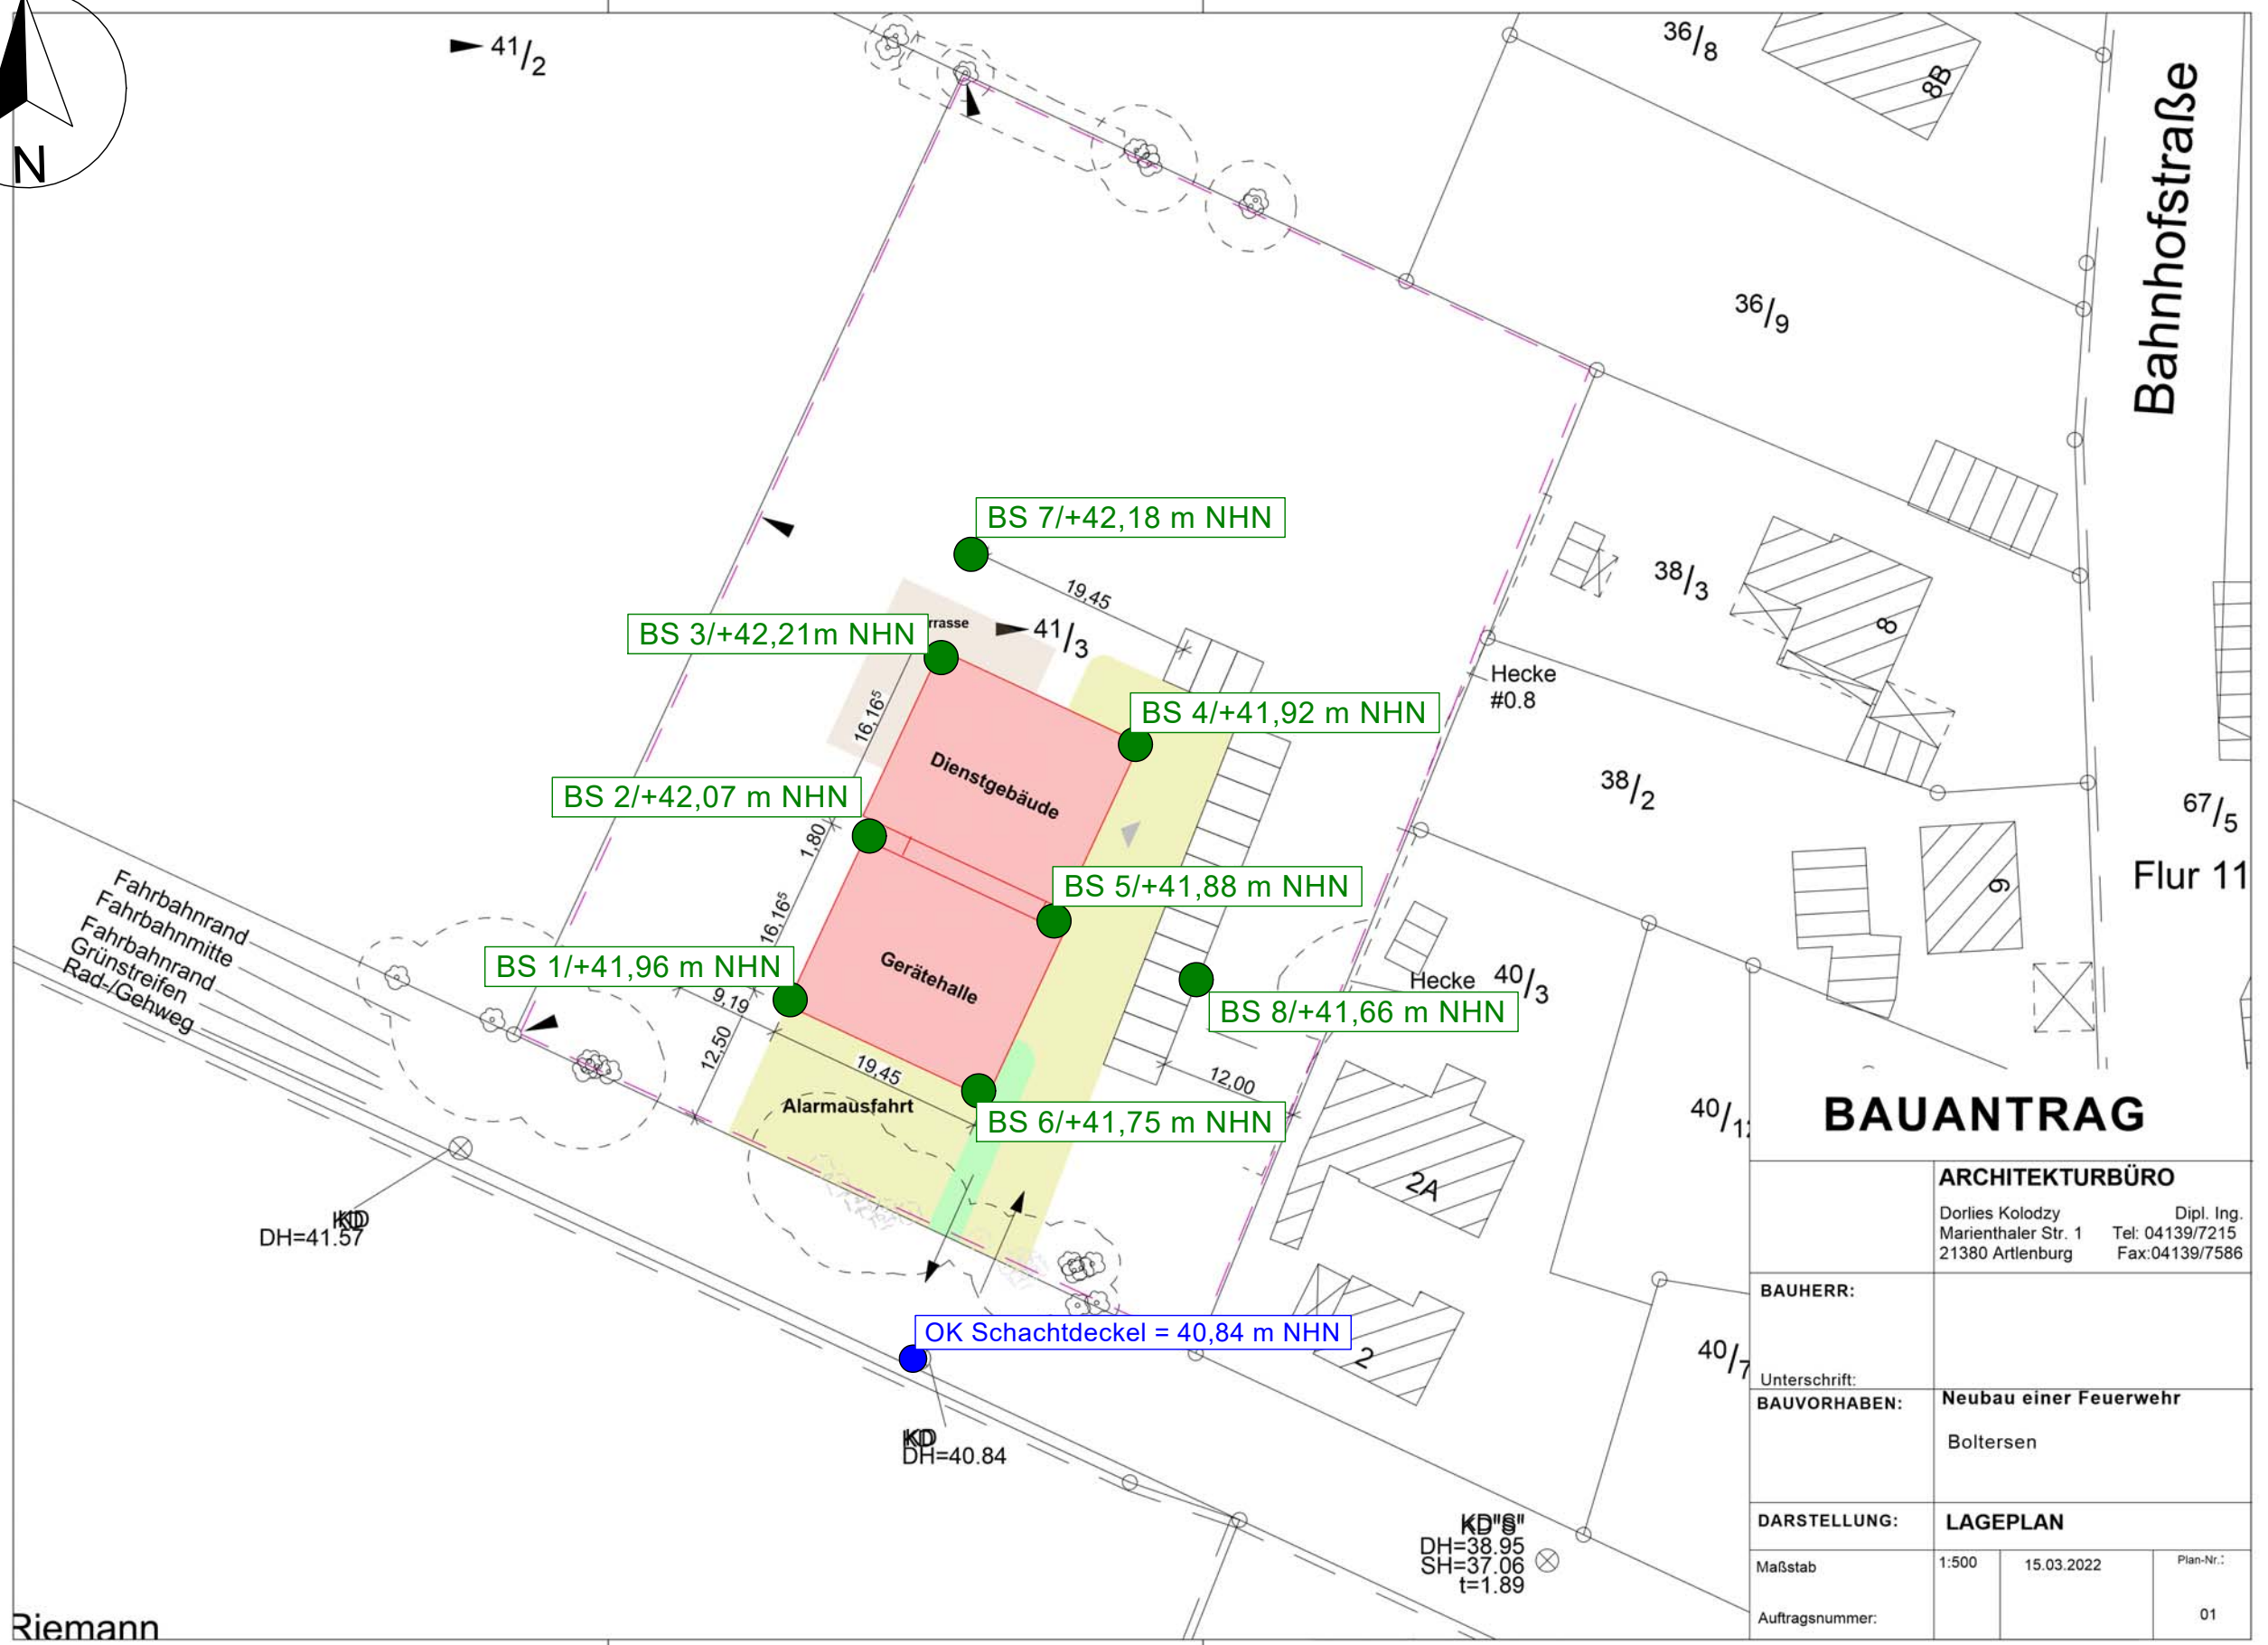 N
41/2
36/8
8B
Bahnhofstraße
36/9
BS 7/+42,18 m NHN
19,45
38/3
8
BS 3/+42,21m NHN
rrasse
41/3
Hecke
#0.8
16,16⁵
BS 4/+41,92 m NHN
Dienstgebäude
38/2
BS 2/+42,07 m NHN
1,80
67/5
Flur 11
9
Fahrbahnrand
Fahrbahnmitte
Fahrbahnrand
Grünstreifen
Rad-/Gehweg
BS 5/+41,88 m NHN
16,16⁵
BS 1/+41,96 m NHN
Gerätehalle
Hecke
40/3
9,19
BS 8/+41,66 m NHN
12,50
19,45
12,00
Alarmausfahrt
BS 6/+41,75 m NHN
2A
KD
DH=41.57
OK Schachtdeckel = 40,84 m NHN
2
KD
DH=40.84
KD"S"
DH=38.95
SH=37.06
t=1.89
Riemann
40/1
40/7
BAUANTRAG
ARCHITEKTURBÜRO
Dorlies Kolodzy Dipl. Ing.
Marienthaler Str. 1 Tel: 04139/7215
21380 Artlenburg Fax:04139/7586
BAUHERR:
Unterschrift:
BAUVORHABEN: Neubau einer Feuerwehr
Boltersen
DARSTELLUNG: LAGEPLAN
Maßstab 1:500 15.03.2022 Plan-Nr.:
Auftragsnummer: 01